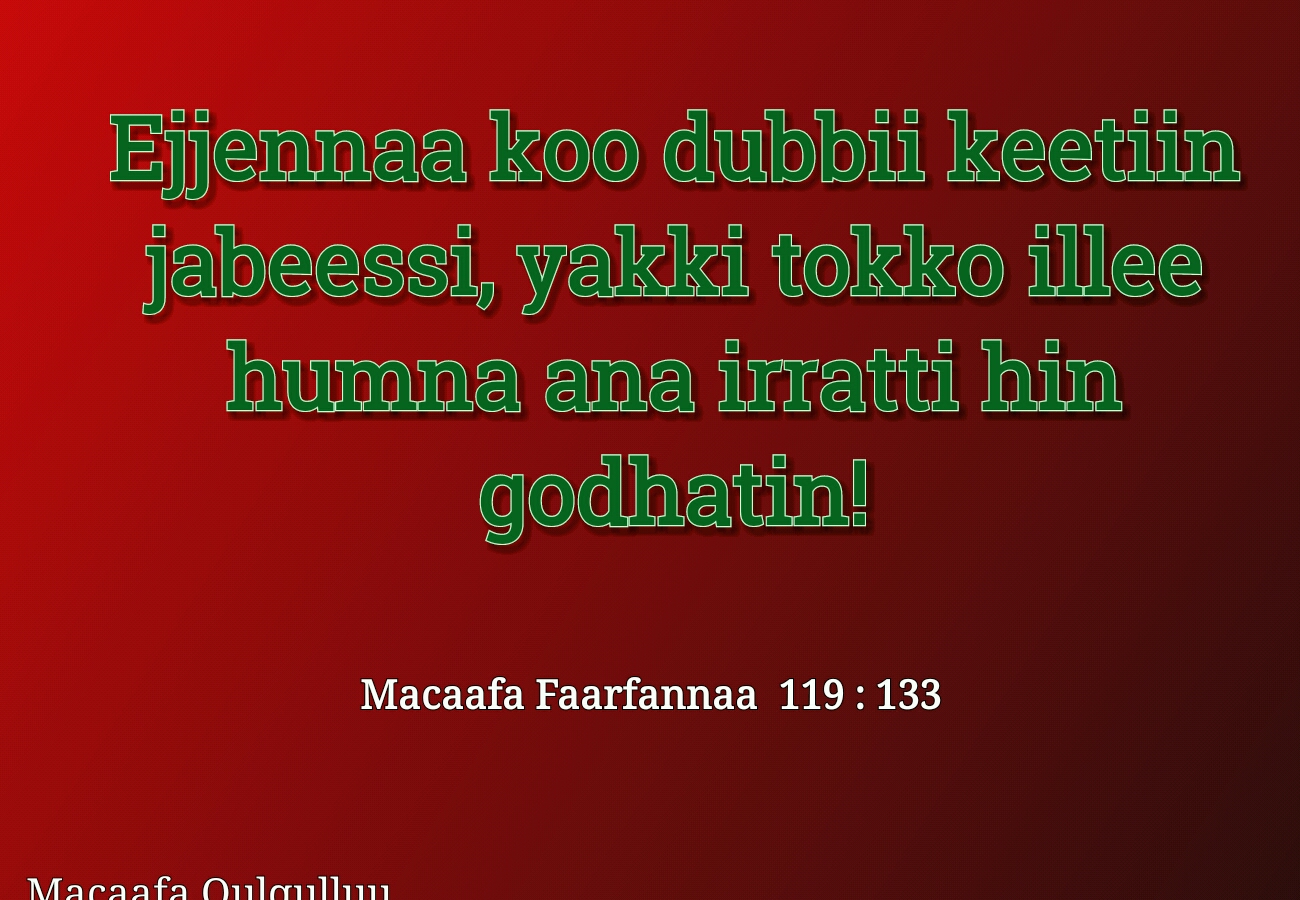 Ejjennaa koo dubbii keetiin
jabeessi, yakki tokko illee
humna ana irratti hin
godhatin!
Macaafa Faarfannaa 119 : 133
Macaafa Qulqulluu